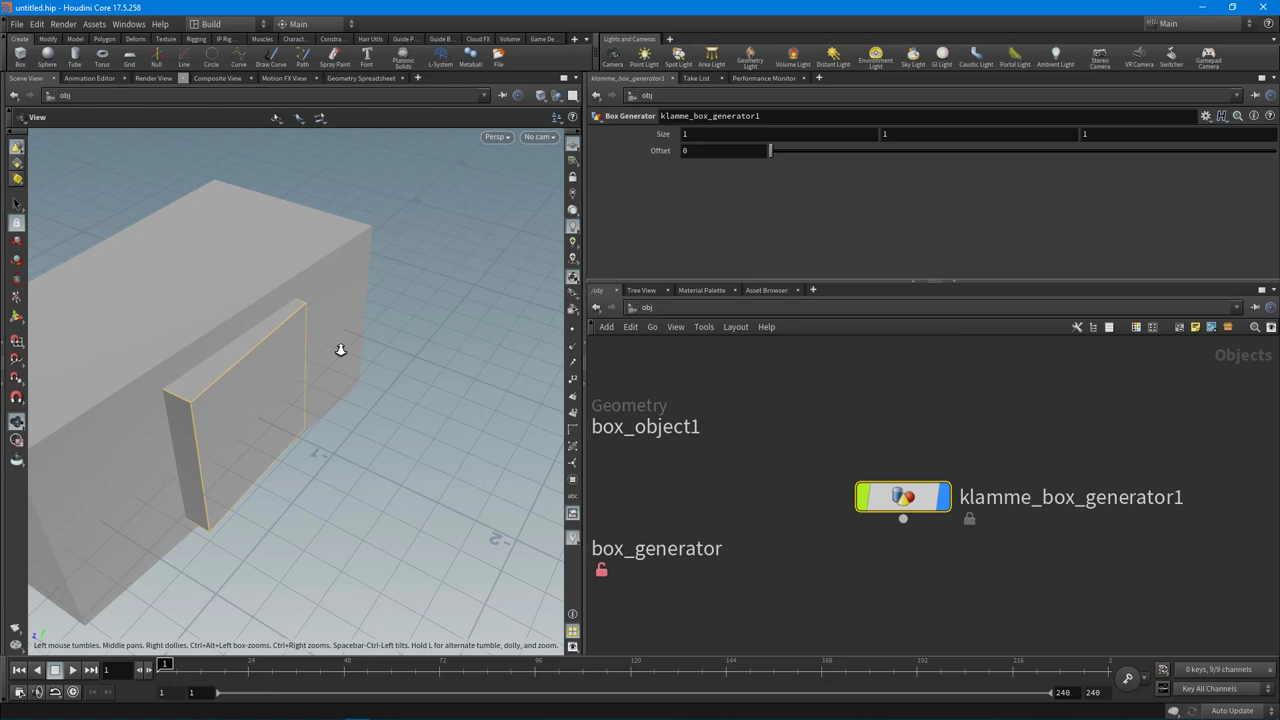 untitled.hip - Houdini Core 17.5.258
File Edit Render Assets Windows Help Build Main Main
Create Modify Model Polygon Deform Texture Rigging IP Rig... Muscles Charact... Constra... Hair Utils Guide P... Guide B... Cloud FX Volume Game De... Lights and Cameras
Box Sphere Tube Torus Grid Null Line Circle Curve Draw Curve Path Spray Paint Font Platonic Solids L-System Metaball File Camera Point Light Spot Light Area Light Geometry Light Volume Light Distant Light Environment Light Sky Light GI Light Caustic Light Portal Light Ambient Light Stereo Camera VR Camera Switcher Gamepad Camera
Scene View Animation Editor Render View Composite View Motion FX View Geometry Spreadsheet klamme_box_generator1 Take List Performance Monitor
obj obj
View
Box Generator klamme_box_generator1
Size 1 1 1
Offset 0
Persp No cam
-1
-2
abc
/obj Tree View Material Palette Asset Browser
obj
Add Edit Go View Tools Layout Help
Objects
Geometry
box_object1
klamme_box_generator1
box_generator
z y
Left mouse tumbles. Middle pans. Right dollies. Ctrl+Alt+Left box-zooms. Ctrl+Right zooms. Spacebar-Ctrl-Left tilts. Hold L for alternate tumble, dolly, and zoom.
1 1 24 48 72 96 120 144 168 192 216 2 0 keys, 9/9 channels
1 1 240 240 Key All Channels
Auto Update